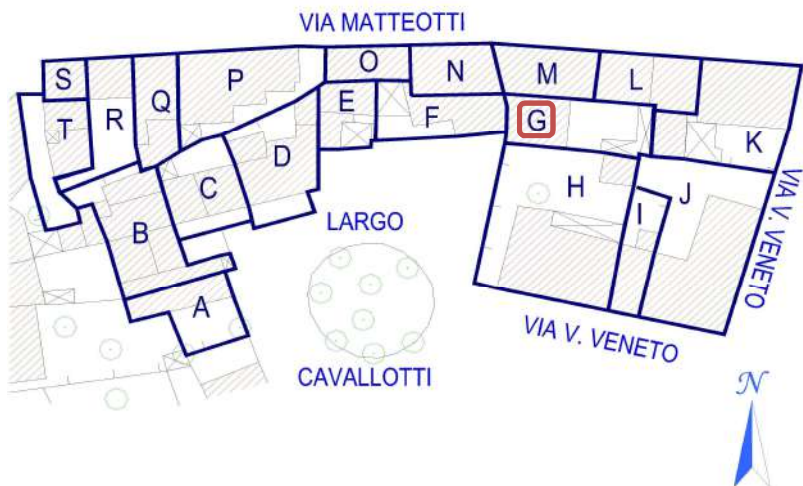 VIA MATTEOTTI
S
P
O
N
M
L
T
R
Q
E
F
G
K
D
C
B
H
I
J
LARGO
VIA V. VENETO
A
VIA V. VENETO
CAVALLOTTI
N